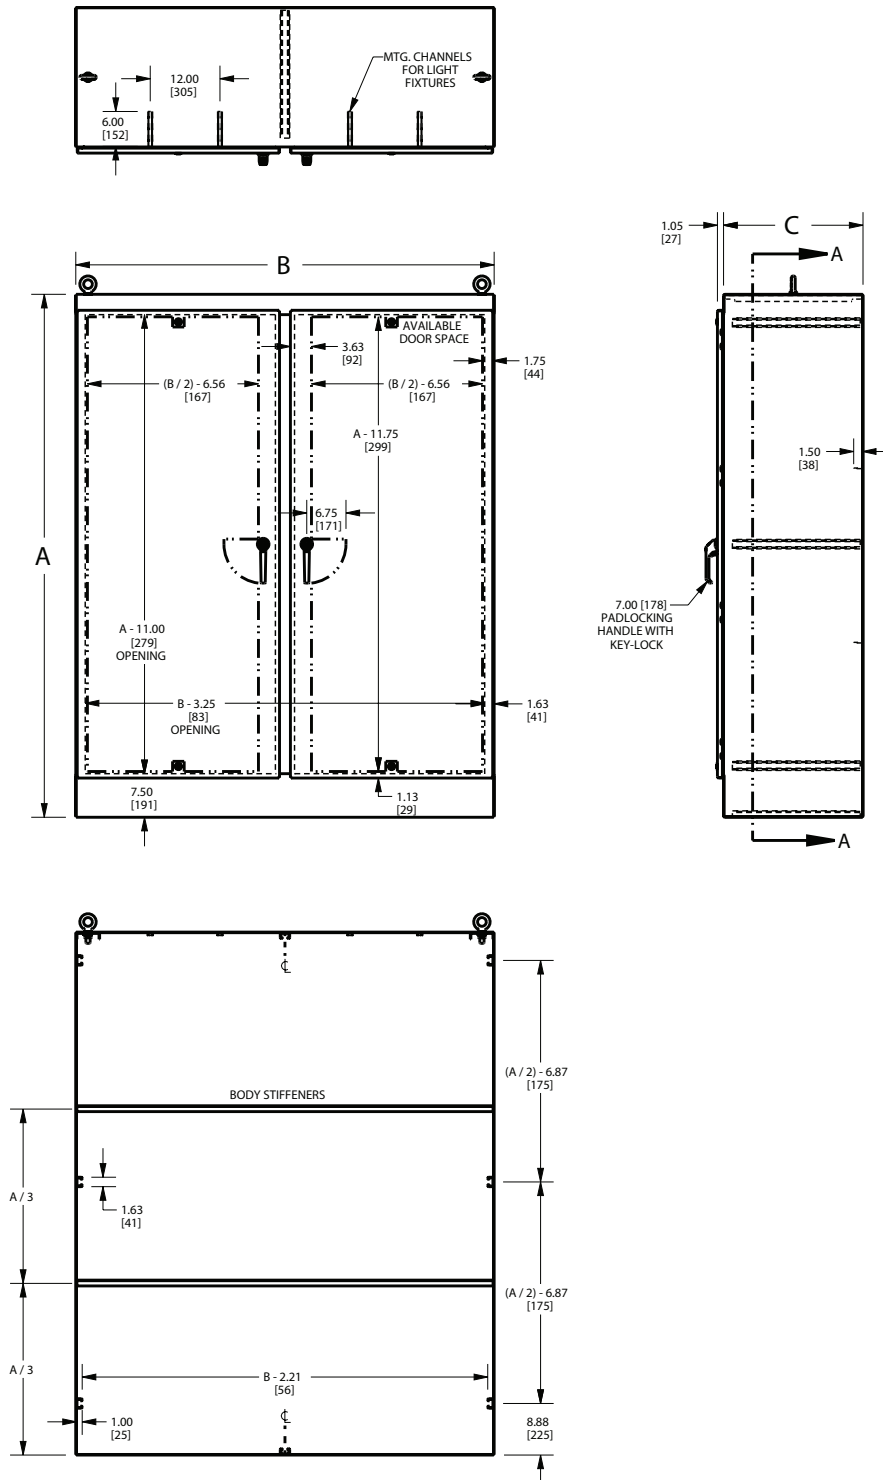 MTG. CHANNELS
FOR LIGHT
FIXTURES
12.00
[305]
6.00
[152]
B
1.05
[27]
C
A
AVAILABLE
DOOR SPACE
3.63
[92]
1.75
[44]
(B / 2) - 6.56
[167]
(B / 2) - 6.56
[167]
A - 11.75
[299]
1.50
[38]
6.75
[171]
A
7.00 [178]
PADLOCKING
HANDLE WITH
KEY-LOCK
A - 11.00
[279]
OPENING
B - 3.25
[83]
OPENING
1.63
[41]
7.50
[191]
1.13
[29]
A
℄
(A / 2) - 6.87
[175]
BODY STIFFENERS
A / 3
1.63
[41]
(A / 2) - 6.87
[175]
A / 3
B - 2.21
[56]
℄
1.00
[25]
8.88
[225]